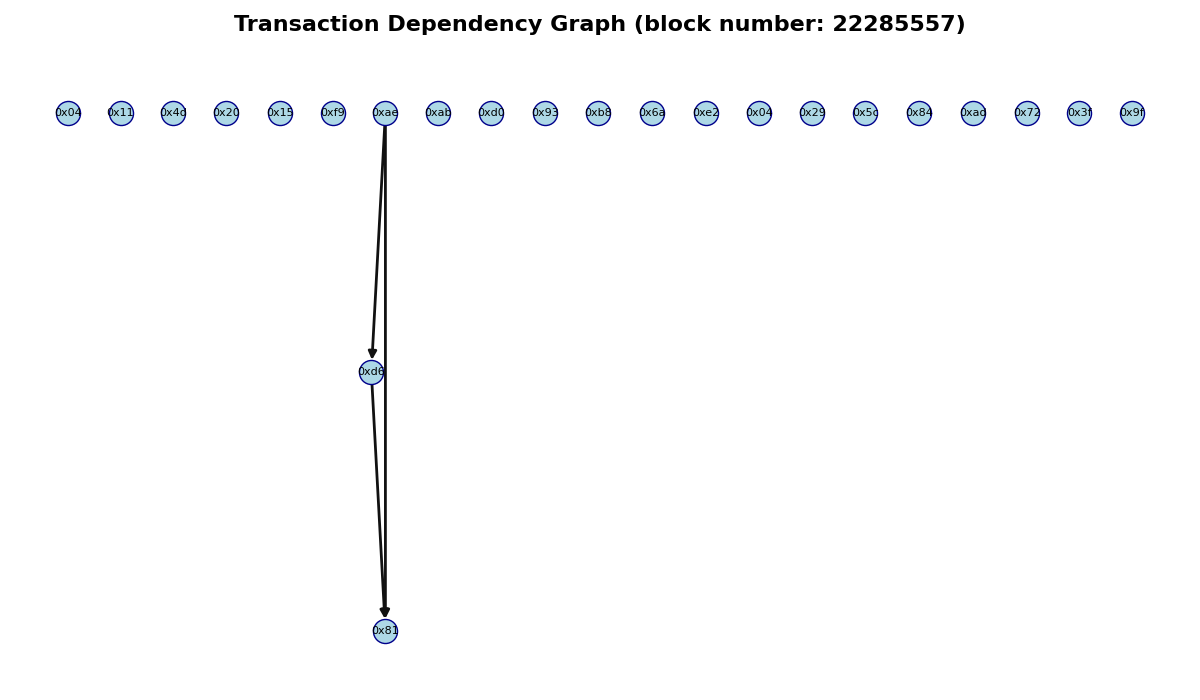 Transaction Dependency Graph (block number: 22285557)
0x04 0x11 0x4d 0x20 0x15 0xf9 0xae 0xab 0xd0 0x93 0xb8 0x6a 0xe2 0x04 0x29 0x5c 0x84 0xad 0x72 0x3f 0x9f
0xd6
0x81